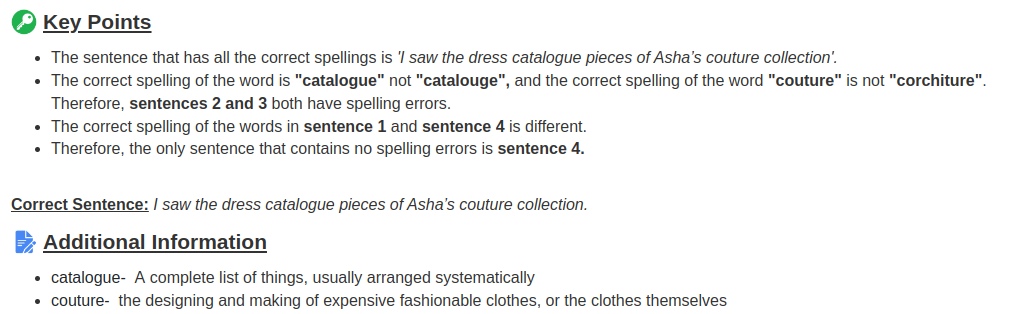 Key Points
• The sentence that has all the correct spellings is 'I saw the dress catalogue pieces of Asha’s couture collection'.
• The correct spelling of the word is "catalogue" not "catalouge", and the correct spelling of the word "couture" is not "corchiture".
Therefore, sentences 2 and 3 both have spelling errors.
• The correct spelling of the words in sentence 1 and sentence 4 is different.
• Therefore, the only sentence that contains no spelling errors is sentence 4.
Correct Sentence: I saw the dress catalogue pieces of Asha’s couture collection.
Additional Information
• catalogue- A complete list of things, usually arranged systematically
• couture- the designing and making of expensive fashionable clothes, or the clothes themselves